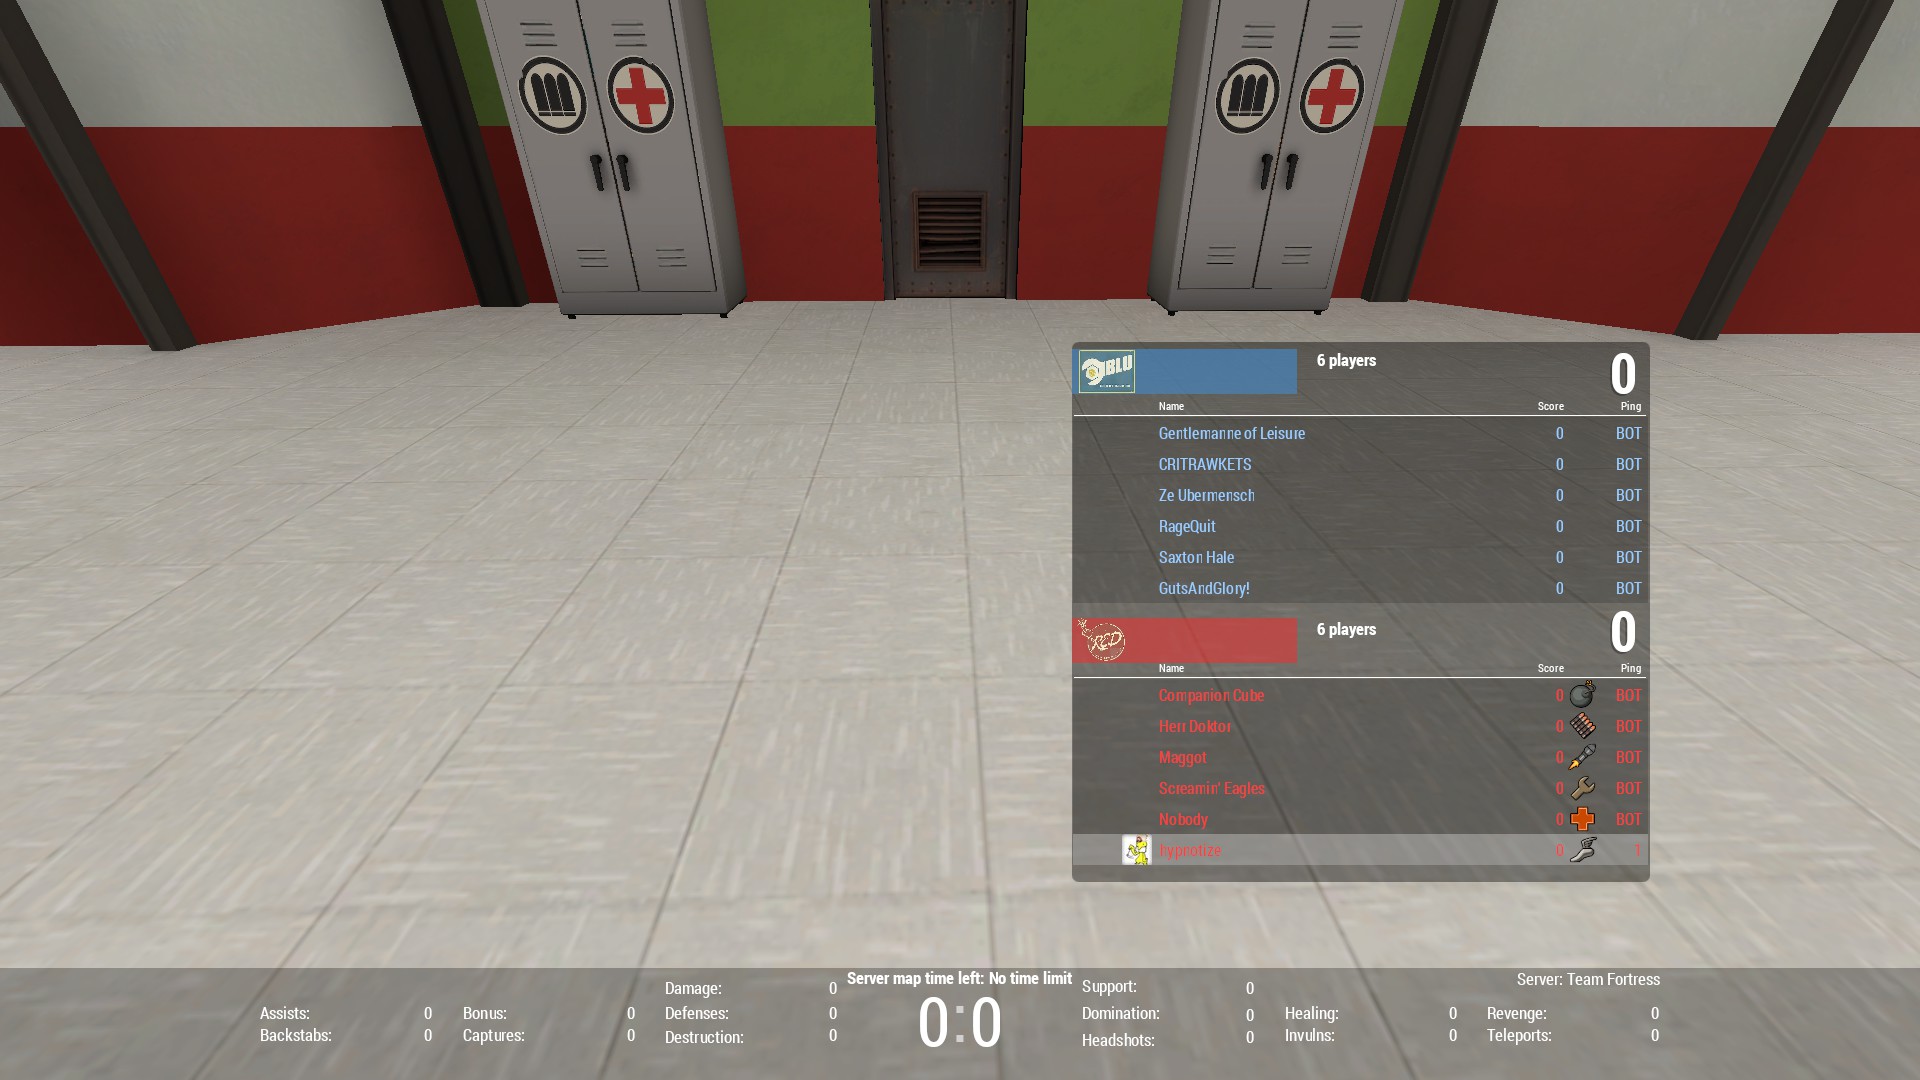 BLU
6 players
0
Name Score Ping
Gentlemanne of Leisure 0 BOT
CRITRAWKETS 0 BOT
Ze Ubermensch 0 BOT
RageQuit 0 BOT
Saxton Hale 0 BOT
GutsAndGlory! 0 BOT
RED
6 players
0
Name Score Ping
Companion Cube 0 BOT
Herr Doktor 0 BOT
Maggot 0 BOT
Screamin' Eagles 0 BOT
Nobody 0 BOT
hypnotize 0 1
Server map time left: No time limit
Server: Team Fortress
0:0
Damage: 0
Support: 0
Assists: 0
Bonus: 0
Defenses: 0
Domination: 0
Healing: 0
Revenge: 0
Backstabs: 0
Captures: 0
Destruction: 0
Headshots: 0
Invulns: 0
Teleports: 0